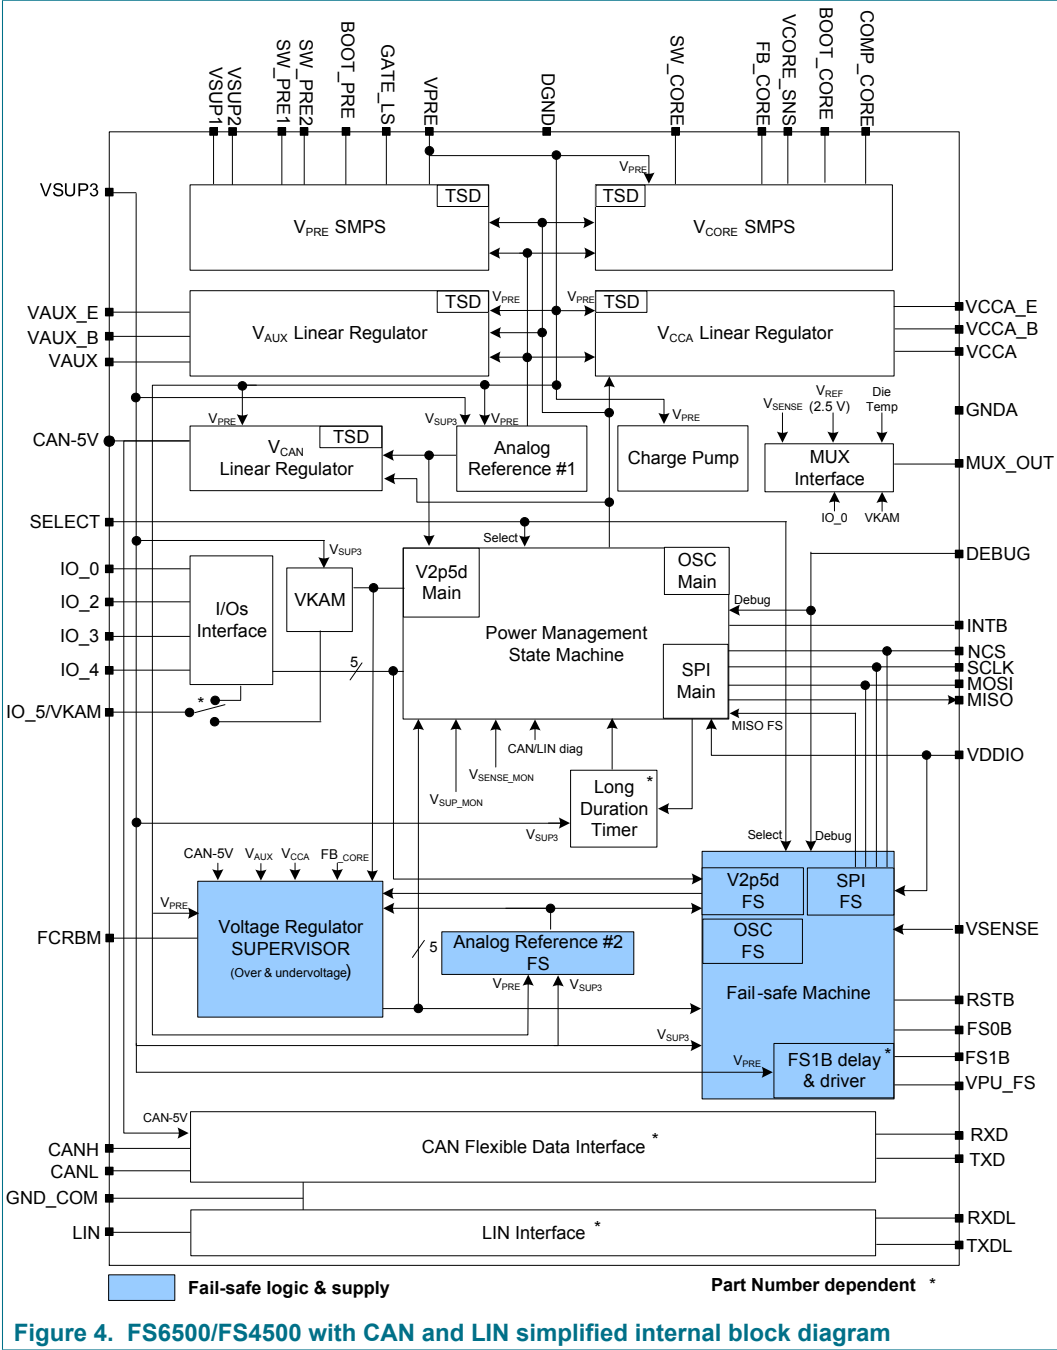 VSUP1
VSUP2
SW_PRE1
SW_PRE2
BOOT_PRE
GATE_LS
VPRE
DGND
SW_CORE
FB_CORE
VCORE_SNS
BOOT_CORE
COMP_CORE
VSUP3
VPRE
TSD
TSD
VPRE SMPS
VCORE SMPS
VAUX_E
VAUX_B
VAUX
TSD
VPRE
VPRE
TSD
VAUX Linear Regulator
VCCA Linear Regulator
VCCA_E
VCCA_B
VCCA
VSENSE
VREF
(2.5 V)
Die
Temp
GNDA
CAN-5V
VPRE
TSD
VCAN
Linear Regulator
VSUP3
VPRE
Analog
Reference #1
VPRE
Charge Pump
MUX
Interface
MUX_OUT
IO_0
VKAM
SELECT
Select
VSUP3
DEBUG
IO_0
IO_2
IO_3
IO_4
IO_5/VKAM
I/Os
Interface
VKAM
*
5
V2p5d
Main
OSC
Main
Power Management
State Machine
SPI
Main
Debug
INTB
NCS
SCLK
MOSI
MISO
MISO FS
VDDIO
CAN/LIN diag
VSENSE_MON
VSUP_MON
Long *
Duration
Timer
VSUP3
Select
Debug
CAN-5V
VAUX
VCCA
FB_CORE
V2p5d
FS
SPI
FS
VPRE
FCRBM
Voltage Regulator
SUPERVISOR
(Over & undervoltage)
5
Analog Reference #2
FS
VPRE
VSUP3
OSC
FS
Fail-safe Machine
VSENSE
RSTB
FS0B
FS1B
VPU_FS
VSUP3
VPRE
FS1B delay *
& driver
CAN-5V
CANH
CANL
GND_COM
LIN
CAN Flexible Data Interface *
RXD
TXD
LIN Interface *
RXDL
TXDL
Fail-safe logic & supply
Part Number dependent *
Figure 4. FS6500/FS4500 with CAN and LIN simplified internal block diagram